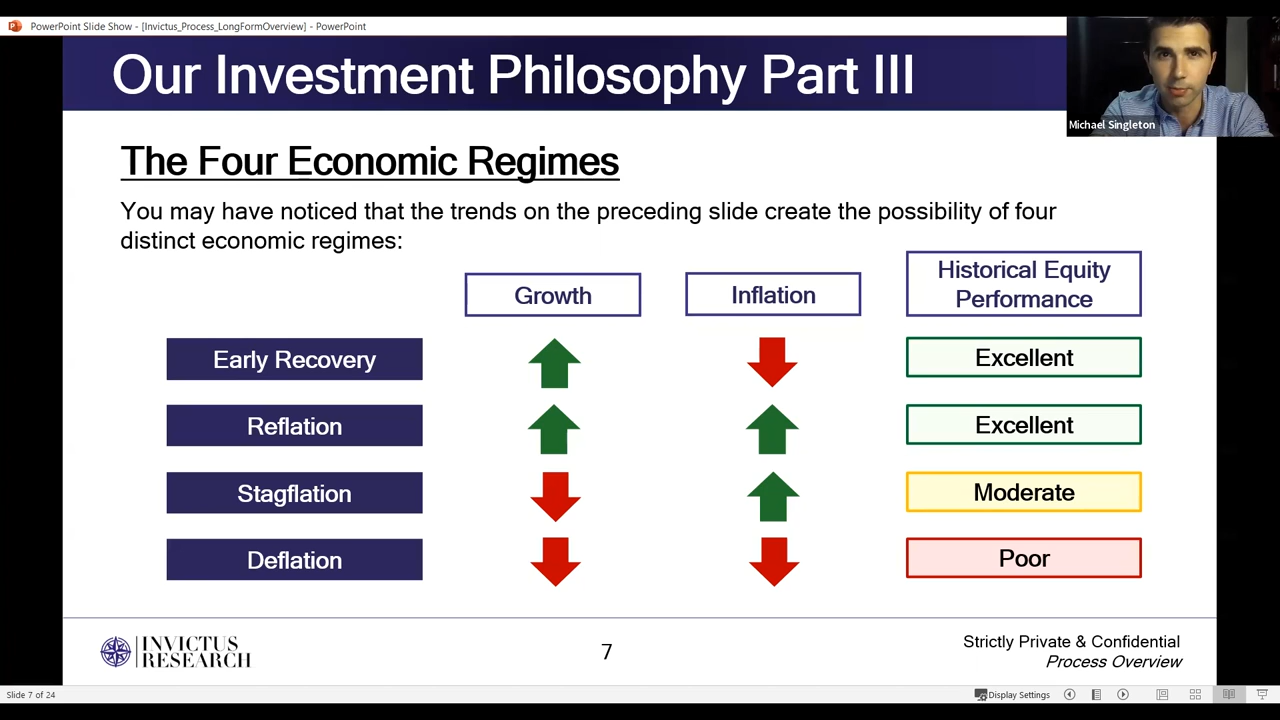 PowerPoint Slide Show - [Invictus_Process_LongFormOverview] - PowerPoint
Our Investment Philosophy Part III
Michael Singleton
The Four Economic Regimes
You may have noticed that the trends on the preceding slide create the possibility of four
distinct economic regimes:
Growth
Inflation
Historical Equity
Performance
Early Recovery
Excellent
Reflation
Excellent
Stagflation
Moderate
Deflation
Poor
INVICTUS
RESEARCH
7
Strictly Private & Confidential
Process Overview
Slide 7 of 24
Display Settings